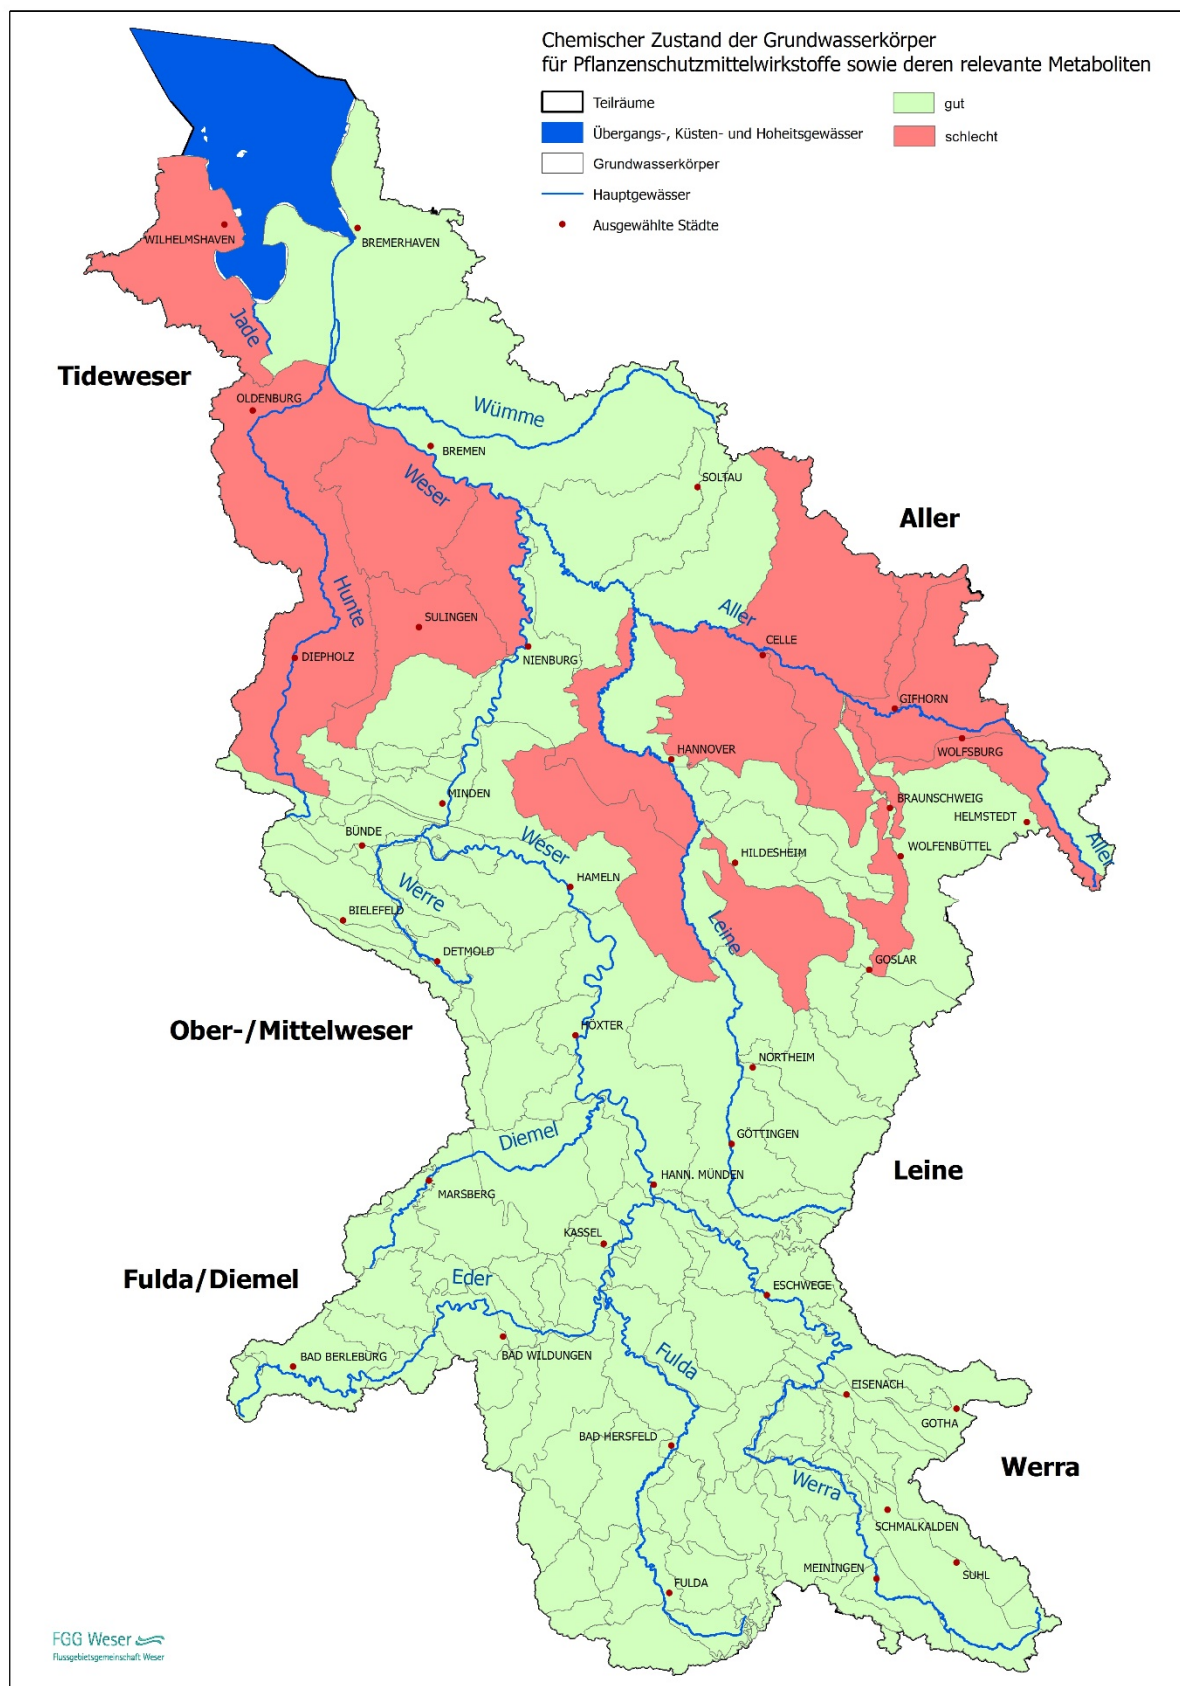 Chemischer Zustand der Grundwasserkörper
für Pflanzenschutzmittelwirkstoffe sowie deren relevante Metaboliten
Teilräume
Übergangs-, Küsten- und Hoheitsgewässer
Grundwasserkörper
Hauptgewässer
Ausgewählte Städte
gut
schlecht
WILHELMSHAVEN
BREMERHAVEN
Jade
Tideweser
OLDENBURG
Wümme
BREMEN
Weser
SOLTAU
Aller
Hunte
SULINGEN
Aller
CELLE
DIEPHOLZ
NIENBURG
GIFHORN
HANNOVER
WOLFSBURG
MINDEN
BRAUNSCHWEIG
HELMSTEDT
BÜNDE
Weser
WOLFENBÜTTEL
Aller
HILDESHEIM
Werre
HAMELN
BIELEFELD
Leine
DETMOLD
GOSLAR
Ober-/Mittelweser
HÖXTER
NORTHEIM
Diemel
GÖTTINGEN
Leine
MARSBERG
HANN. MÜNDEN
KASSEL
Fulda/Diemel
Eder
ESCHWEGE
BAD BERLEBURG
BAD WILDUNGEN
Fulda
EISENACH
GOTHA
BAD HERSFELD
Werra
Werra
SCHMALKALDEN
MEININGEN
SUHL
FULDA
FGG Weser
Flussgebietsgemeinschaft Weser